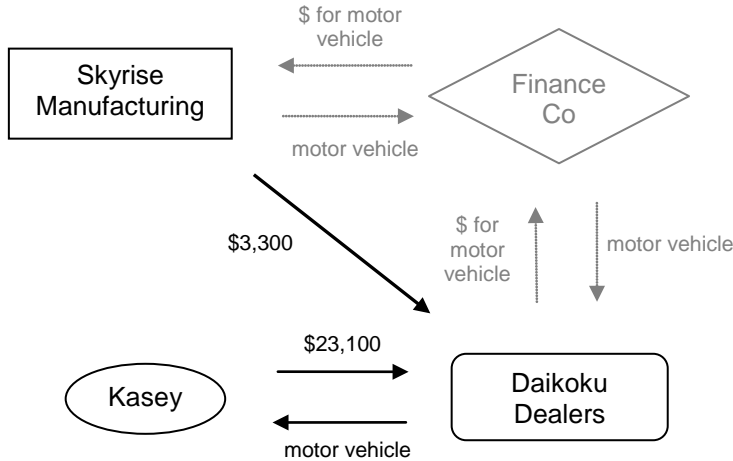 $ for motor
vehicle
Skyrise
Manufacturing
Finance
Co
motor vehicle
$3,300
$ for
motor
vehicle
motor vehicle
$23,100
Kasey
Daikoku
Dealers
motor vehicle